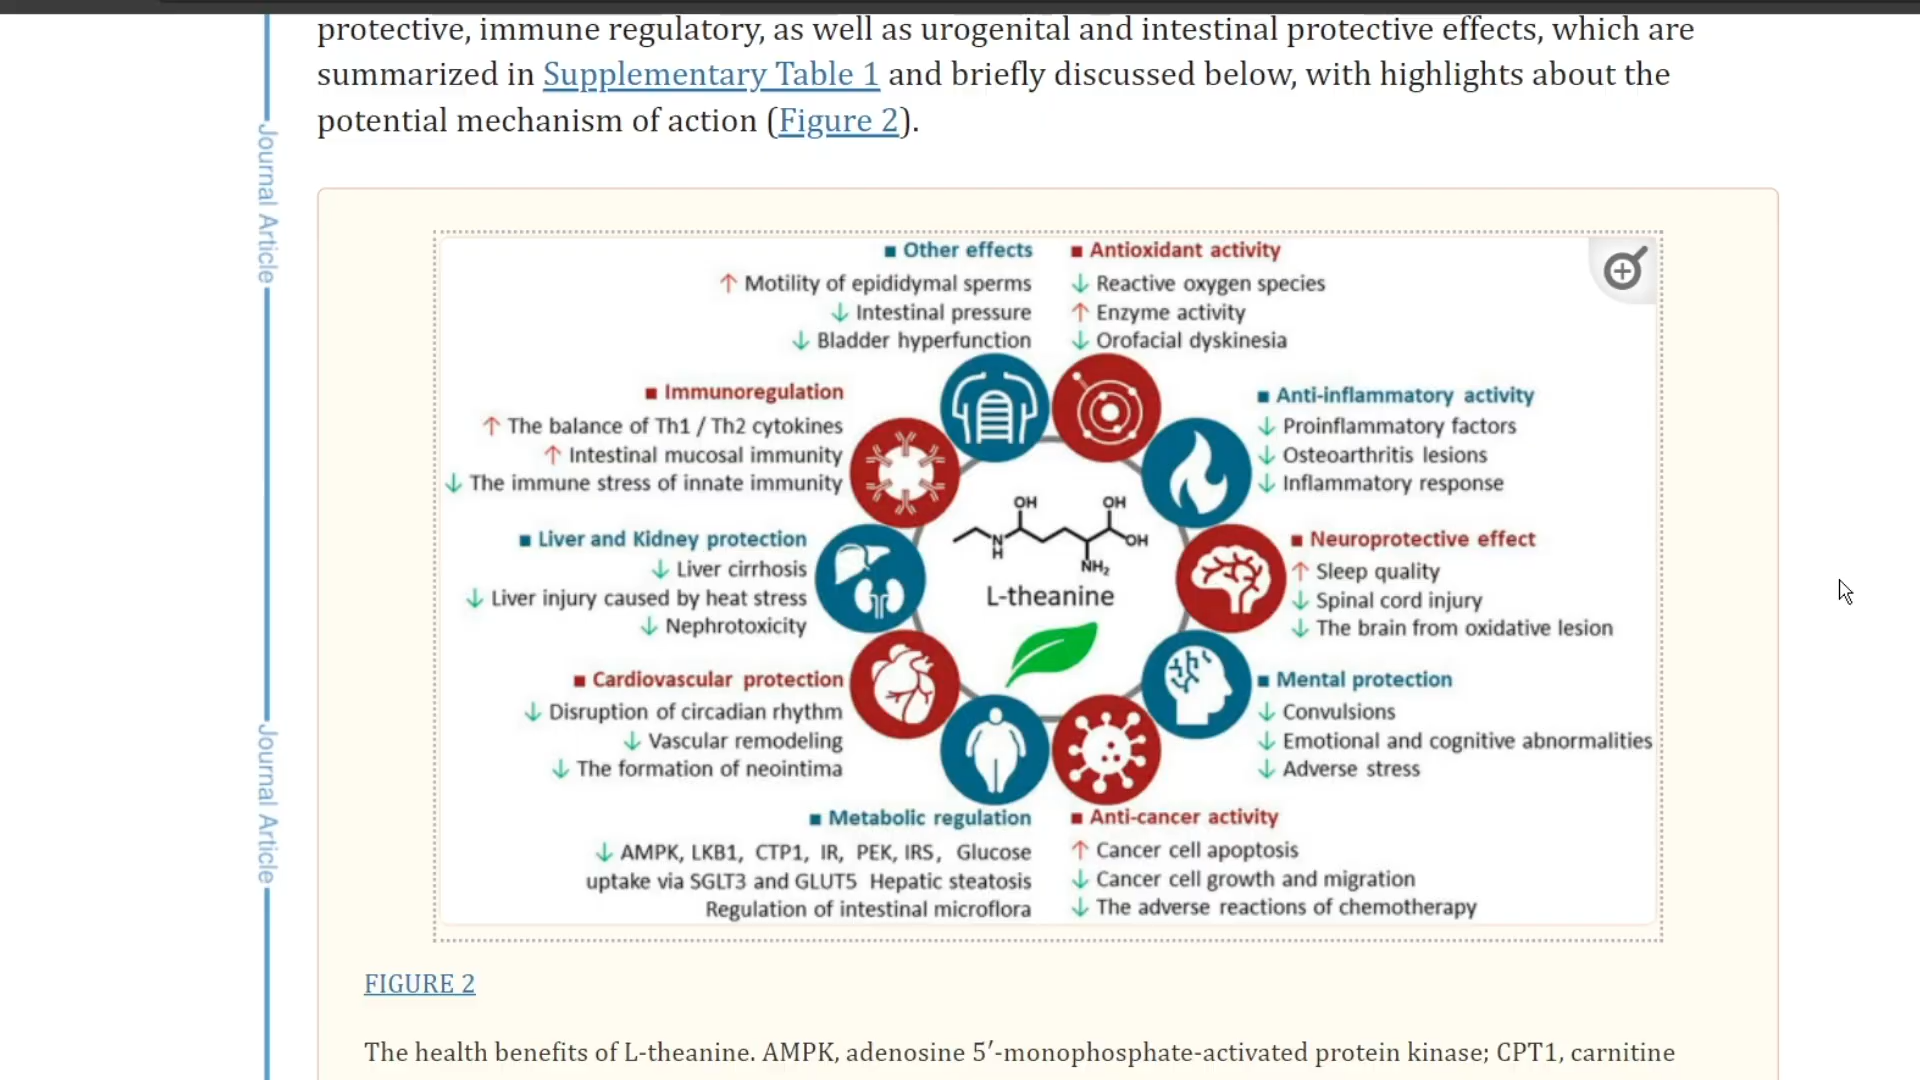 protective, immune regulatory, as well as urogenital and intestinal protective effects, which are
summarized in Supplementary Table 1 and briefly discussed below, with highlights about the
potential mechanism of action (Figure 2).
Journal Article
Journal Article
Other effects
↑ Motility of epididymal sperms
↓ Intestinal pressure
↓ Bladder hyperfunction
Antioxidant activity
↓ Reactive oxygen species
↑ Enzyme activity
↓ Orofacial dyskinesia
Immunoregulation
↑ The balance of Th1 / Th2 cytokines
↑ Intestinal mucosal immunity
↓ The immune stress of innate immunity
Anti-inflammatory activity
↓ Proinflammatory factors
↓ Osteoarthritis lesions
↓ Inflammatory response
OH
OH
OH
N
H
NH₂
L-theanine
Liver and Kidney protection
↓ Liver cirrhosis
↓ Liver injury caused by heat stress
↓ Nephrotoxicity
Neuroprotective effect
↑ Sleep quality
↓ Spinal cord injury
↓ The brain from oxidative lesion
Cardiovascular protection
↓ Disruption of circadian rhythm
↓ Vascular remodeling
↓ The formation of neointima
Mental protection
↓ Convulsions
↓ Emotional and cognitive abnormalities
↓ Adverse stress
Metabolic regulation
↓ AMPK, LKB1, CTP1, IR, PEK, IRS, Glucose
uptake via SGLT3 and GLUT5 Hepatic steatosis
Regulation of intestinal microflora
Anti-cancer activity
↑ Cancer cell apoptosis
↓ Cancer cell growth and migration
↓ The adverse reactions of chemotherapy
FIGURE 2
The health benefits of L-theanine. AMPK, adenosine 5′-monophosphate-activated protein kinase; CPT1, carnitine